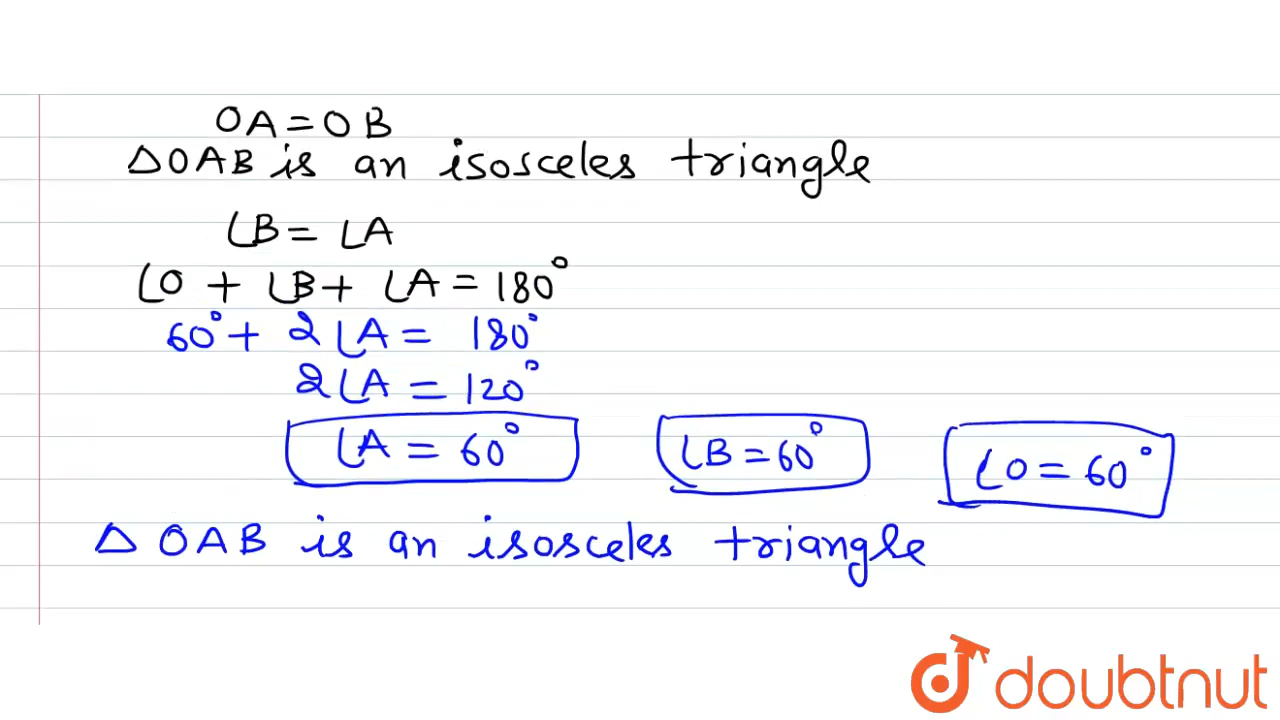 OA = OB
△OAB is an isosceles triangle
∠B = ∠A
∠O + ∠B + ∠A = 180°
60° + 2∠A = 180°
2∠A = 120°
∠A = 60° ∠B = 60° ∠O = 60°
△ OAB is an isosceles triangle
doubtnut